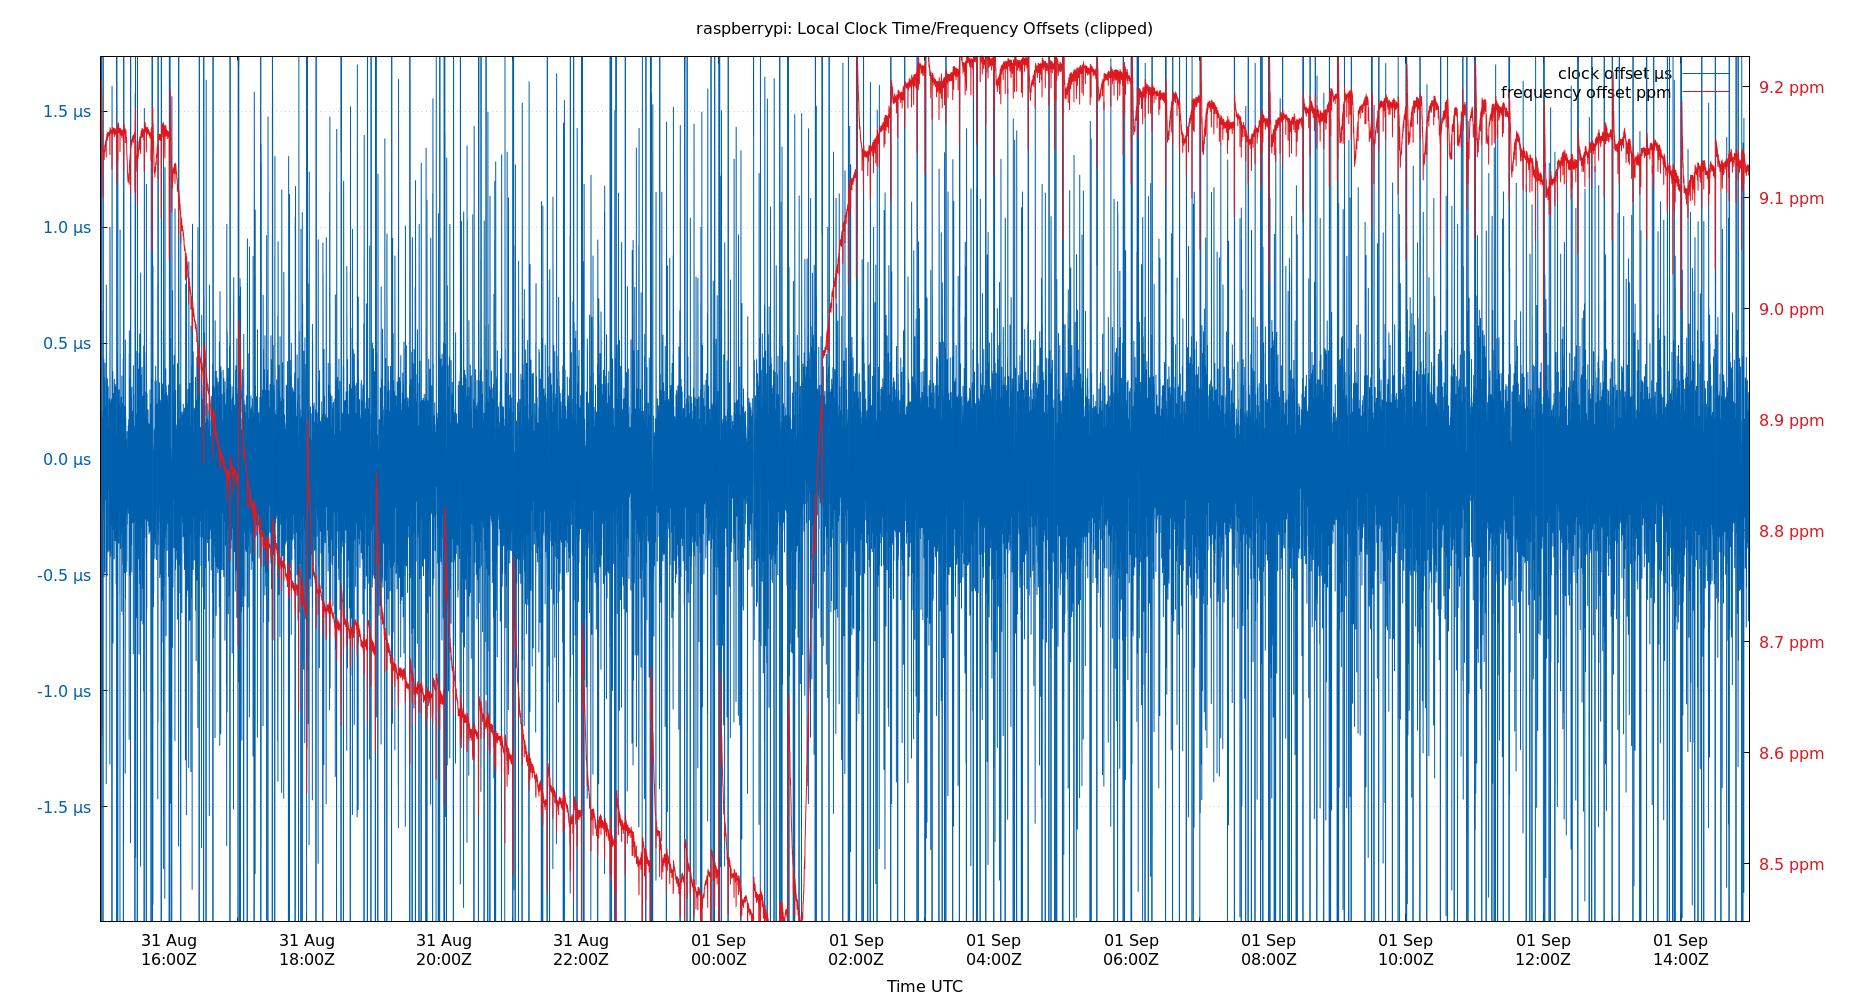 raspberrypi: Local Clock Time/Frequency Offsets (clipped)
clock offset µs
frequency offset ppm
1.5 µs
1.0 µs
0.5 µs
0.0 µs
-0.5 µs
-1.0 µs
-1.5 µs
9.2 ppm
9.1 ppm
9.0 ppm
8.9 ppm
8.8 ppm
8.7 ppm
8.6 ppm
8.5 ppm
31 Aug 31 Aug 31 Aug 31 Aug 01 Sep 01 Sep 01 Sep 01 Sep 01 Sep 01 Sep 01 Sep 01 Sep
16:00Z 18:00Z 20:00Z 22:00Z 00:00Z 02:00Z 04:00Z 06:00Z 08:00Z 10:00Z 12:00Z 14:00Z
Time UTC